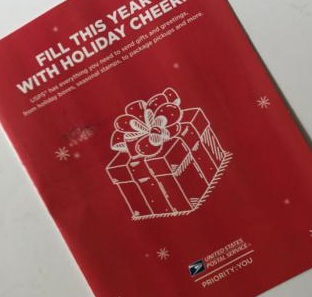 FILL THIS YEAR
WITH HOLIDAY CHEER
USPS® has everything you need to send gifts and greetings,
from holiday boxes, seasonal stamps, to package pickups and more.
UNITED STATES
POSTAL SERVICE®
PRIORITY:YOU